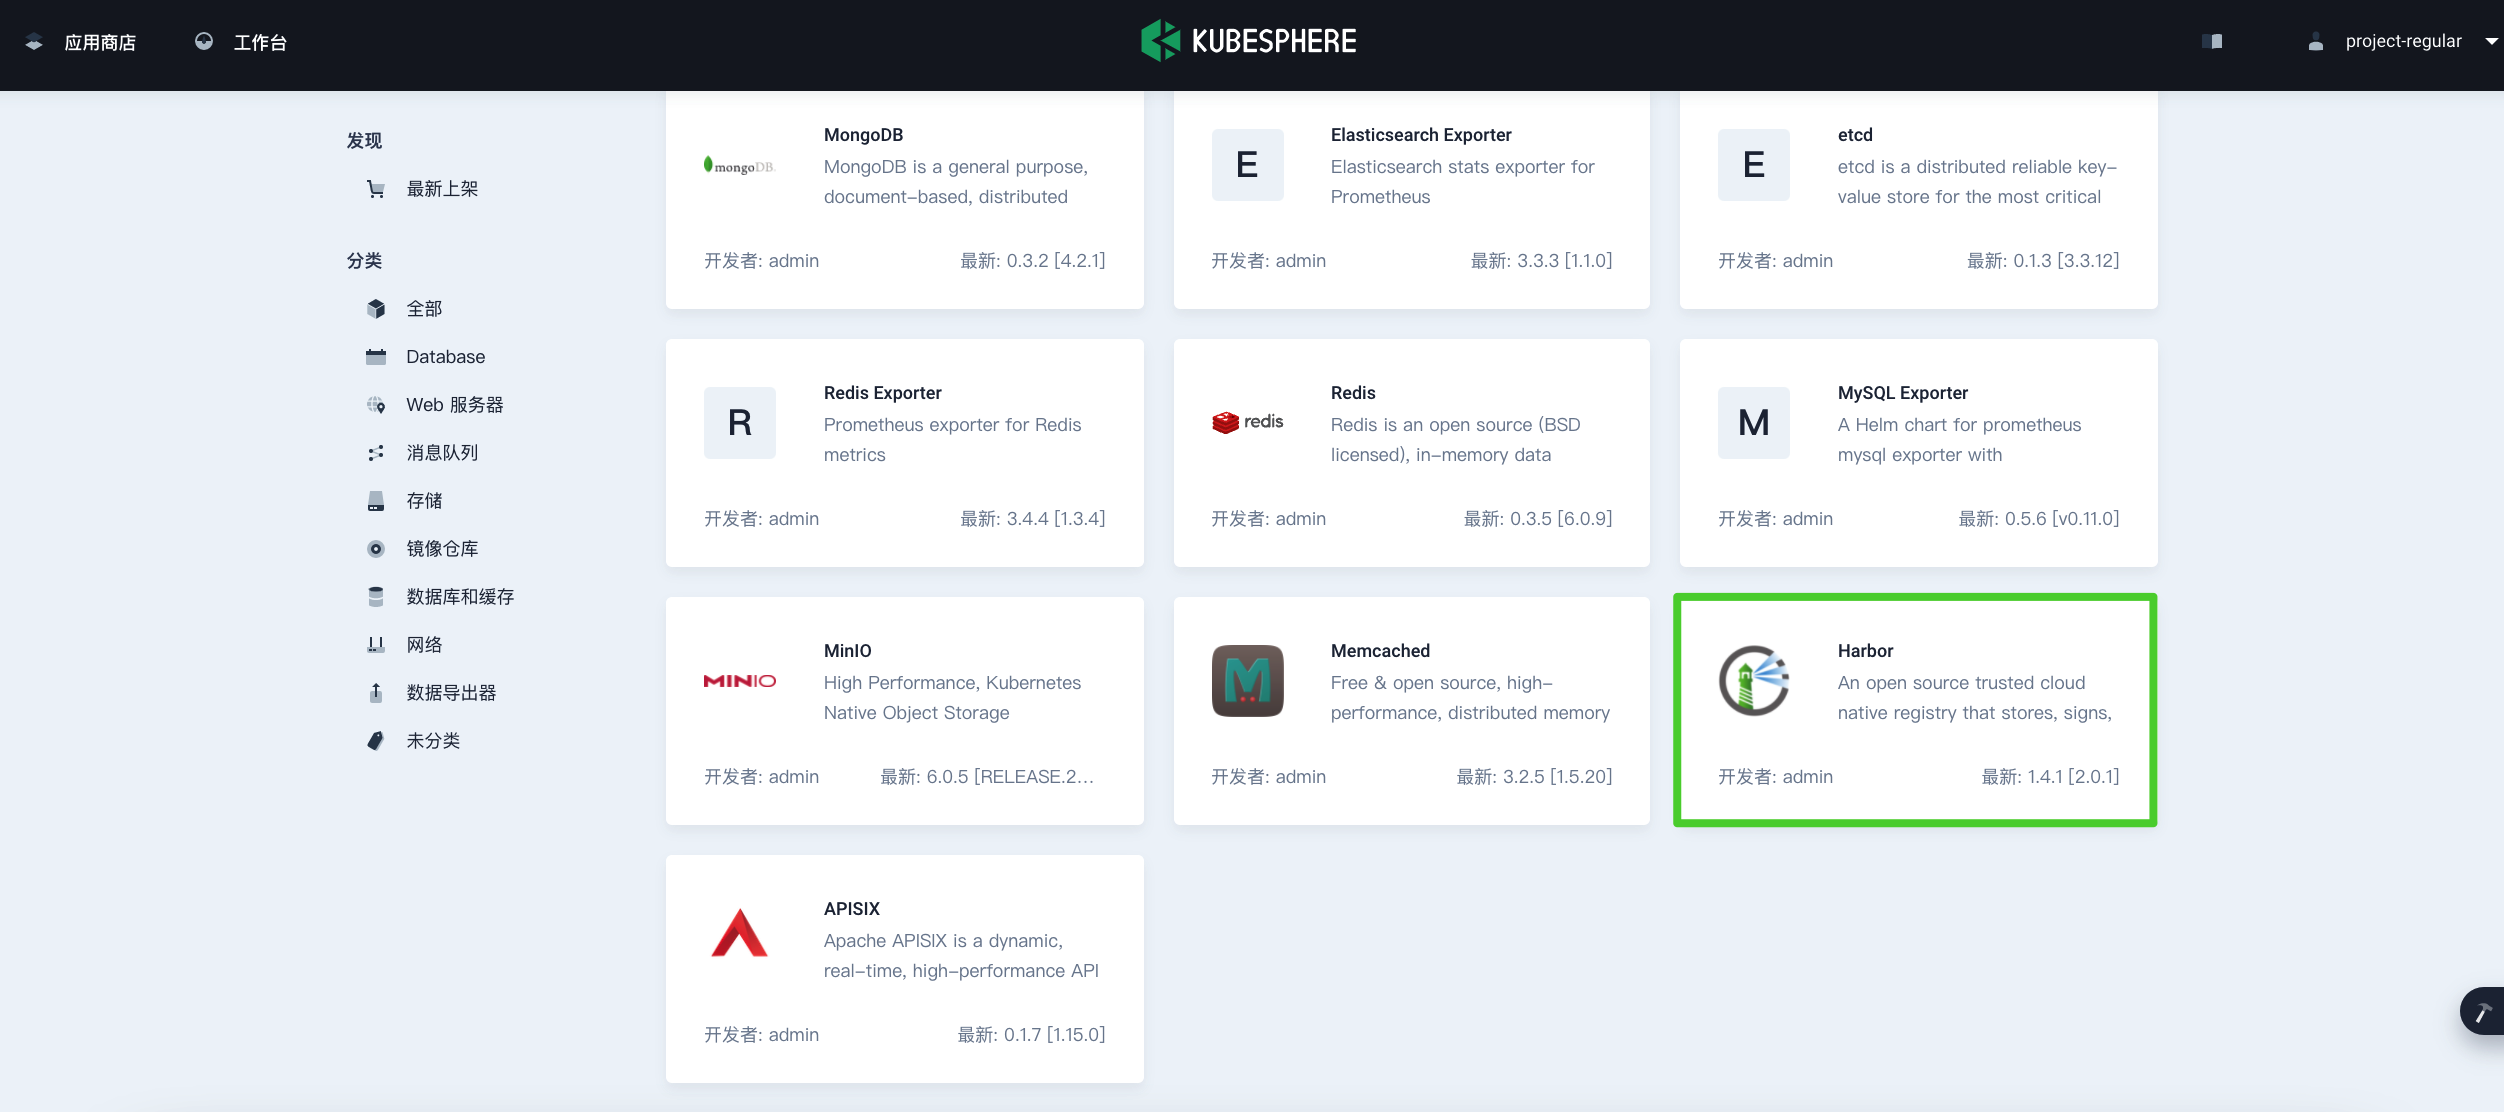 应用商店
工作台
KUBESPHERE
project-regular
发现
最新上架
分类
全部
Database
Web 服务器
消息队列
存储
镜像仓库
数据库和缓存
网络
数据导出器
未分类
mongoDB.
MongoDB
MongoDB is a general purpose,
document-based, distributed
开发者: admin
最新: 0.3.2 [4.2.1]
E
Elasticsearch Exporter
Elasticsearch stats exporter for
Prometheus
开发者: admin
最新: 3.3.3 [1.1.0]
E
etcd
etcd is a distributed reliable key-
value store for the most critical
开发者: admin
最新: 0.1.3 [3.3.12]
R
Redis Exporter
Prometheus exporter for Redis
metrics
开发者: admin
最新: 3.4.4 [1.3.4]
redis
Redis
Redis is an open source (BSD
licensed), in-memory data
开发者: admin
最新: 0.3.5 [6.0.9]
M
MySQL Exporter
A Helm chart for prometheus
mysql exporter with
开发者: admin
最新: 0.5.6 [v0.11.0]
MINIO
MinIO
High Performance, Kubernetes
Native Object Storage
开发者: admin
最新: 6.0.5 [RELEASE.2...
M
Memcached
Free & open source, high-
performance, distributed memory
开发者: admin
最新: 3.2.5 [1.5.20]
Harbor
An open source trusted cloud
native registry that stores, signs,
开发者: admin
最新: 1.4.1 [2.0.1]
APISIX
Apache APISIX is a dynamic,
real-time, high-performance API
开发者: admin
最新: 0.1.7 [1.15.0]